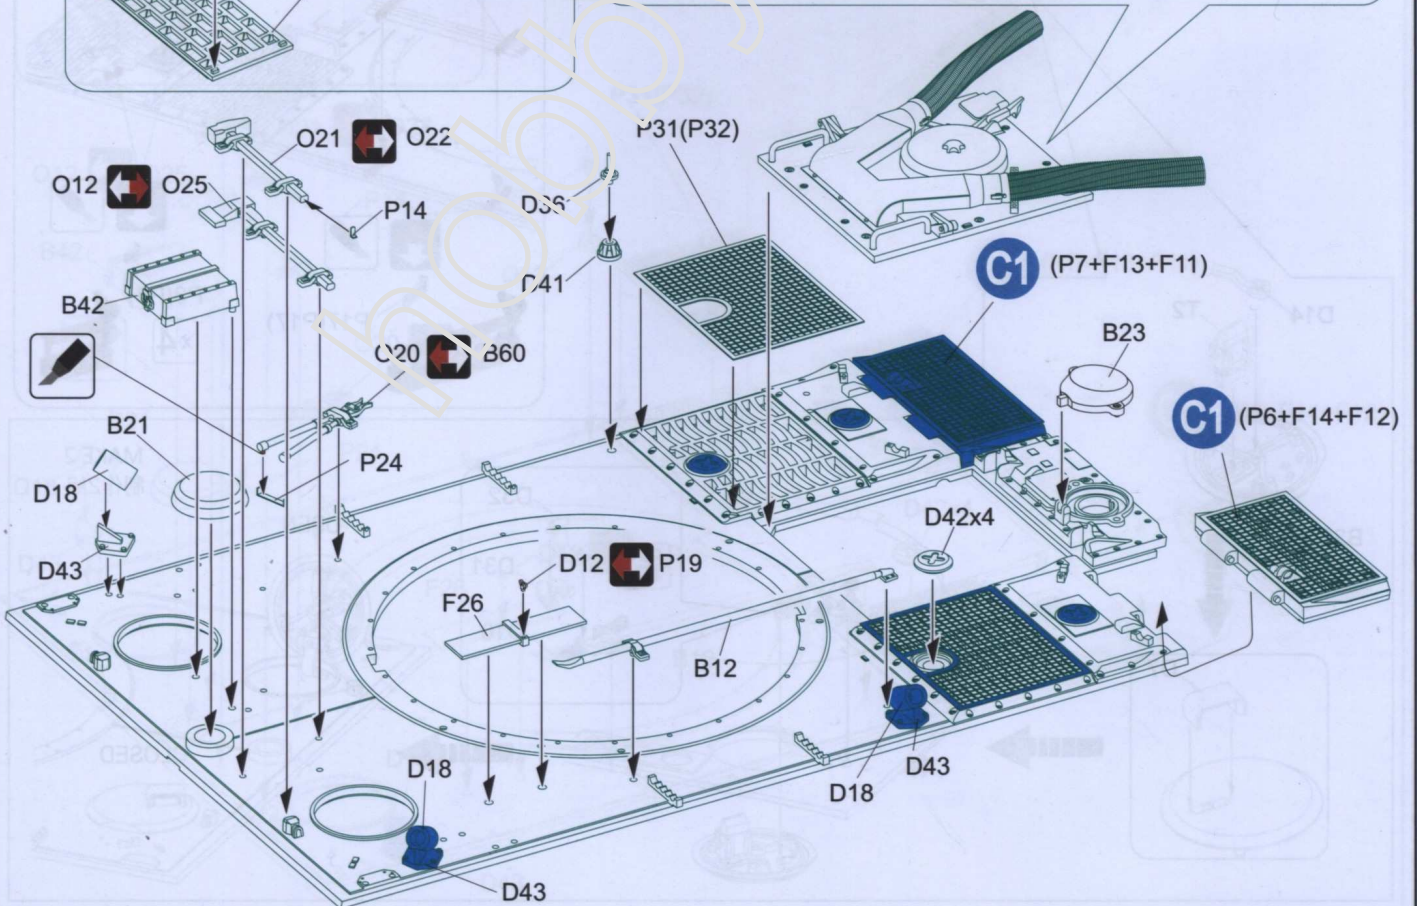 O21 O22
P31(P32)
O12 O25
P14
D36
C1 (P7+F13+F11)
B42
B23
O20 B60
C1 (P6+F14+F12)
B21
P24
D18
D42x4
D43
D12 P19
F26
B12
D18
D43
D18
D43